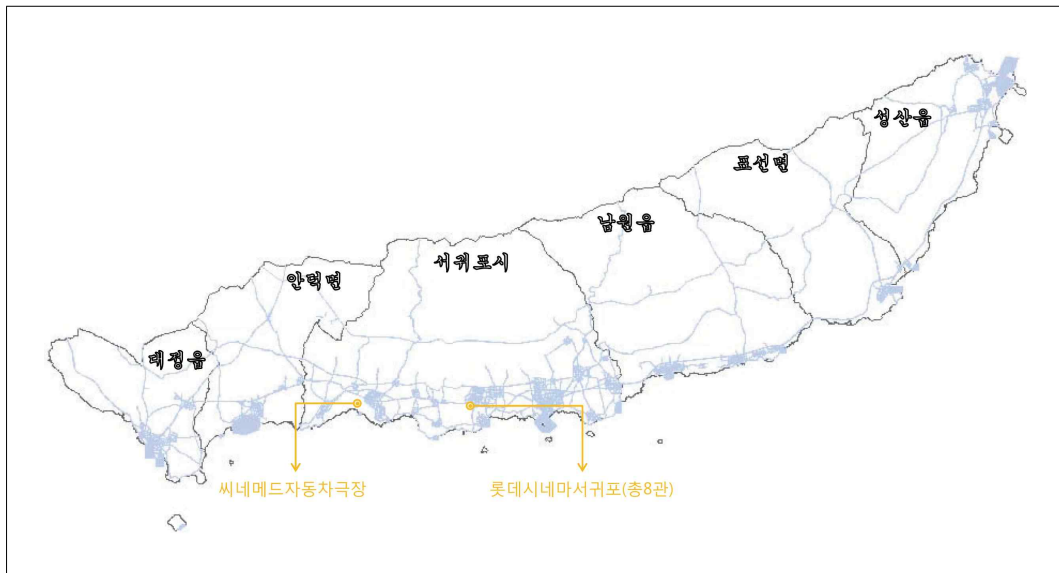 성산읍
표선면
남원읍
서귀포시
안덕면
대정읍
씨네메드자동차극장
롯데시네마서귀포(총8관)